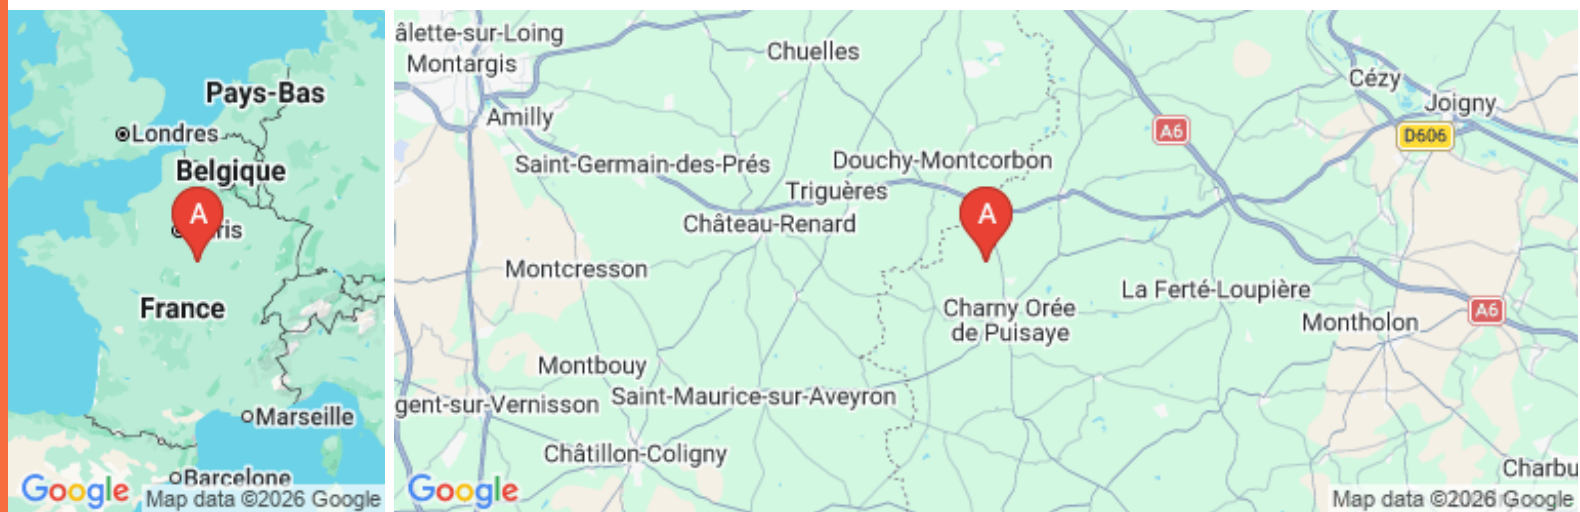 Pays-Bas
Londres
Belgique
A
France
Marseille
Barcelone
Google
Map data ©2026 Google
âlette-sur-Loing
Montargis
Chuelles
Cézy
Joigny
Amilly
A6
D606
Saint-Germain-des-Prés
Douchy-Montcorbon
Triguères
A
Château-Renard
Montcresson
La Ferté-Loupière
Charny Orée
de Puisaye
A6
Montholon
Montbouy
gent-sur-Vernisson
Saint-Maurice-sur-Aveyron
Châtillon-Coligny
Charbu
Google
Map data ©2026 Google